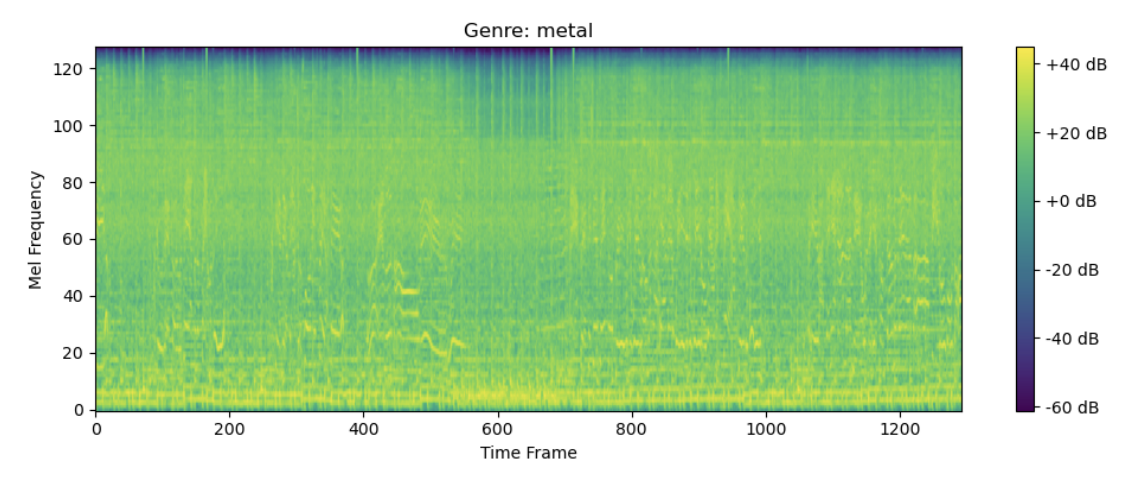 Genre: metal
120
100
80
60
40
20
0
Mel Frequency
0 200 400 600 800 1000 1200
Time Frame
+40 dB
+20 dB
+0 dB
-20 dB
-40 dB
-60 dB